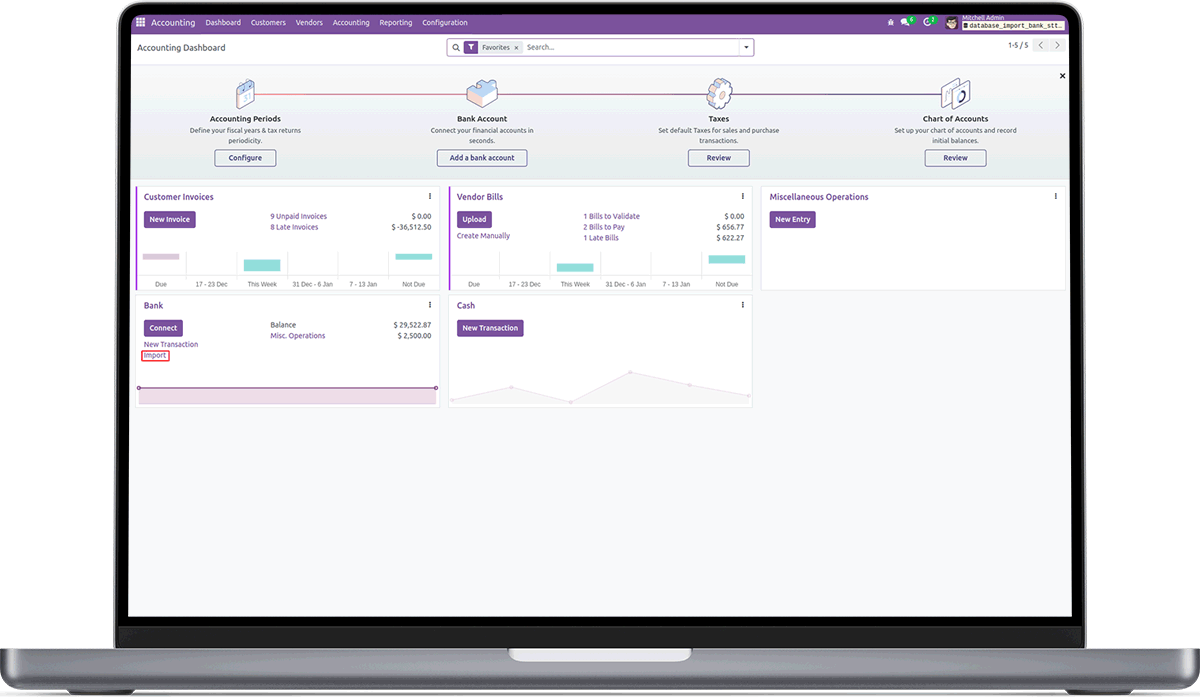 Accounting Dashboard Customers Vendors Accounting Reporting Configuration 6 2 Mitchell Admin
database_import_bank_stt...
Accounting Dashboard Favorites × Search... 1-5 / 5
Accounting Periods
Define your fiscal years & tax returns
periodicity.
Configure
Bank Account
Connect your financial accounts in
seconds.
Add a bank account
Taxes
Set default Taxes for sales and purchase
transactions.
Review
Chart of Accounts
Set up your chart of accounts and record
initial balances.
Review
Customer Invoices
New Invoice
9 Unpaid Invoices $ 0.00
8 Late Invoices $ -36,512.50
Due 17 - 23 Dec This Week 31 Dec - 6 Jan 7 - 13 Jan Not Due
Vendor Bills
Upload
Create Manually
1 Bills to Validate $ 0.00
2 Bills to Pay $ 656.77
1 Late Bills $ 622.27
Due 17 - 23 Dec This Week 31 Dec - 6 Jan 7 - 13 Jan Not Due
Miscellaneous Operations
New Entry
Bank
Connect
New Transaction
Import
Balance $ 29,522.87
Misc. Operations $ 2,500.00
Cash
New Transaction